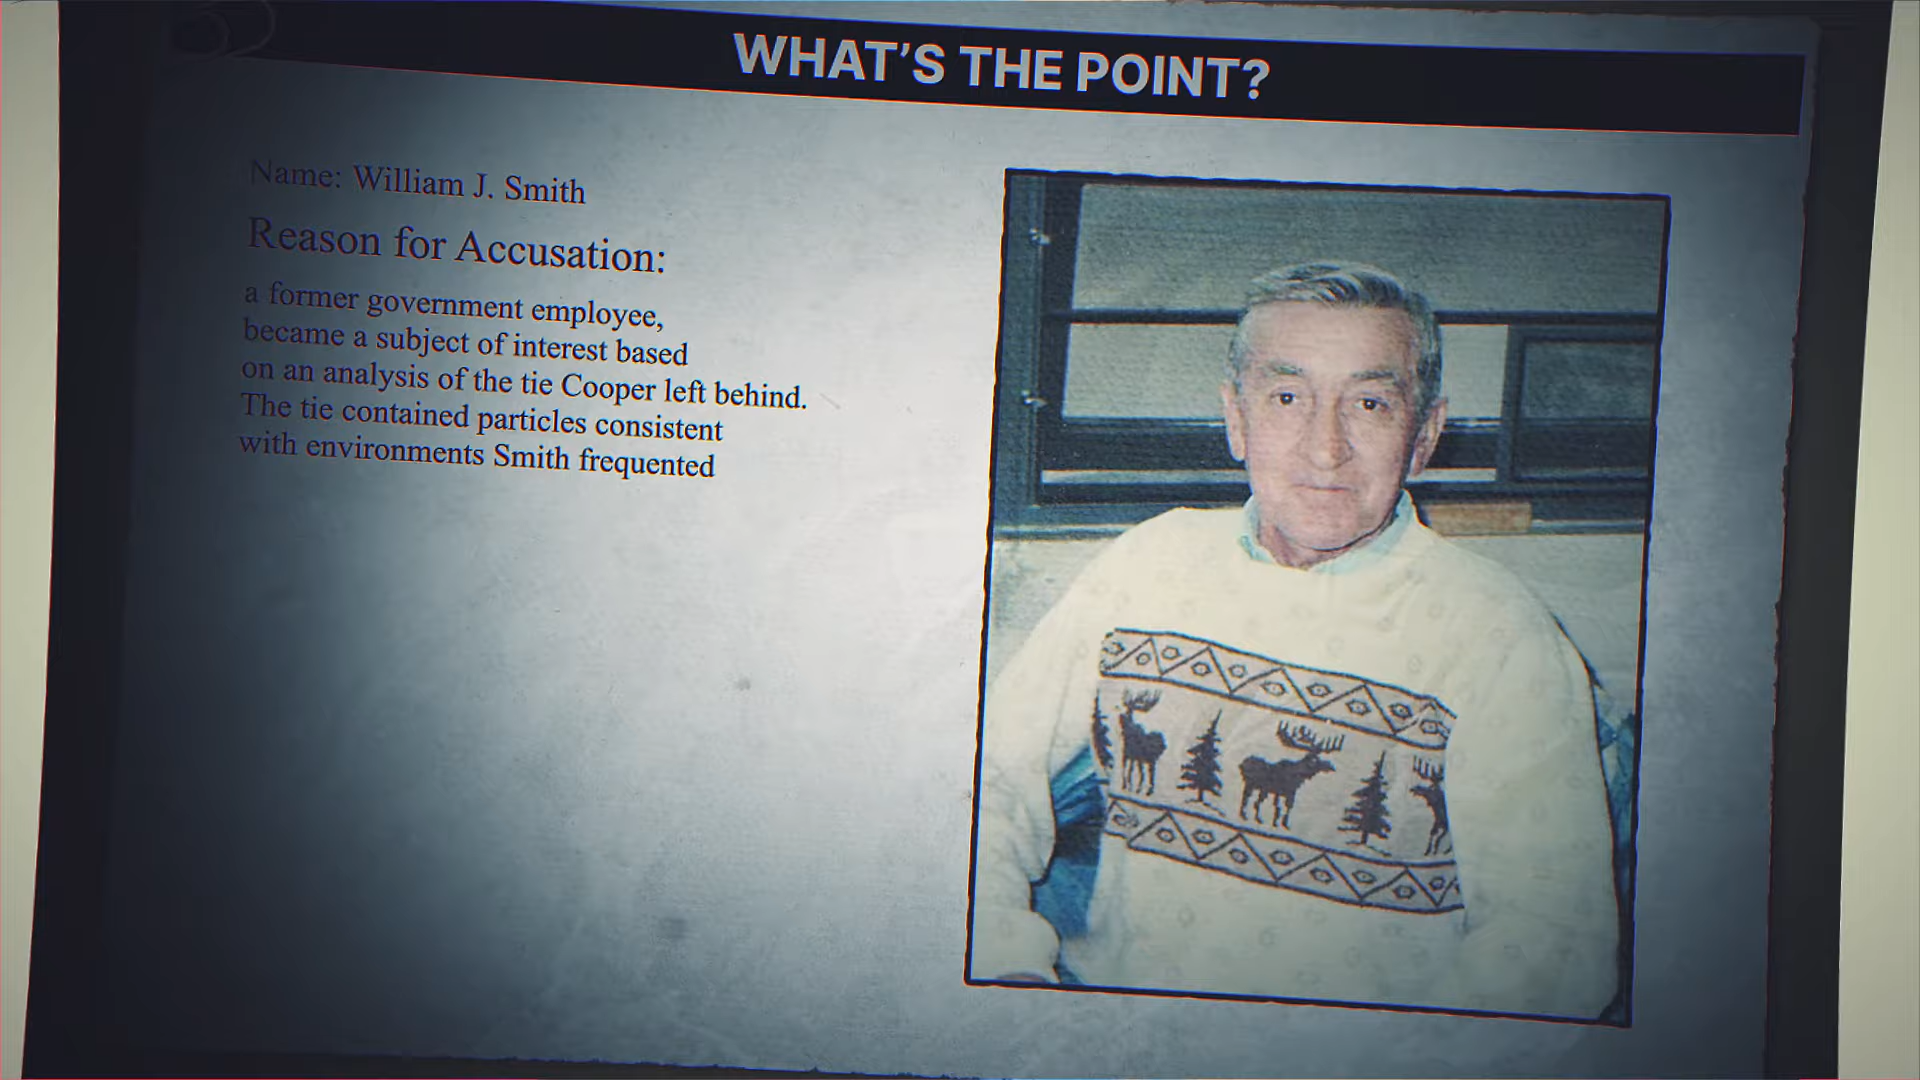 WHAT'S THE POINT?
Name: William J. Smith
Reason for Accusation:
a former government employee,
became a subject of interest based
on an analysis of the tie Cooper left behind.
The tie contained particles consistent
with environments Smith frequented